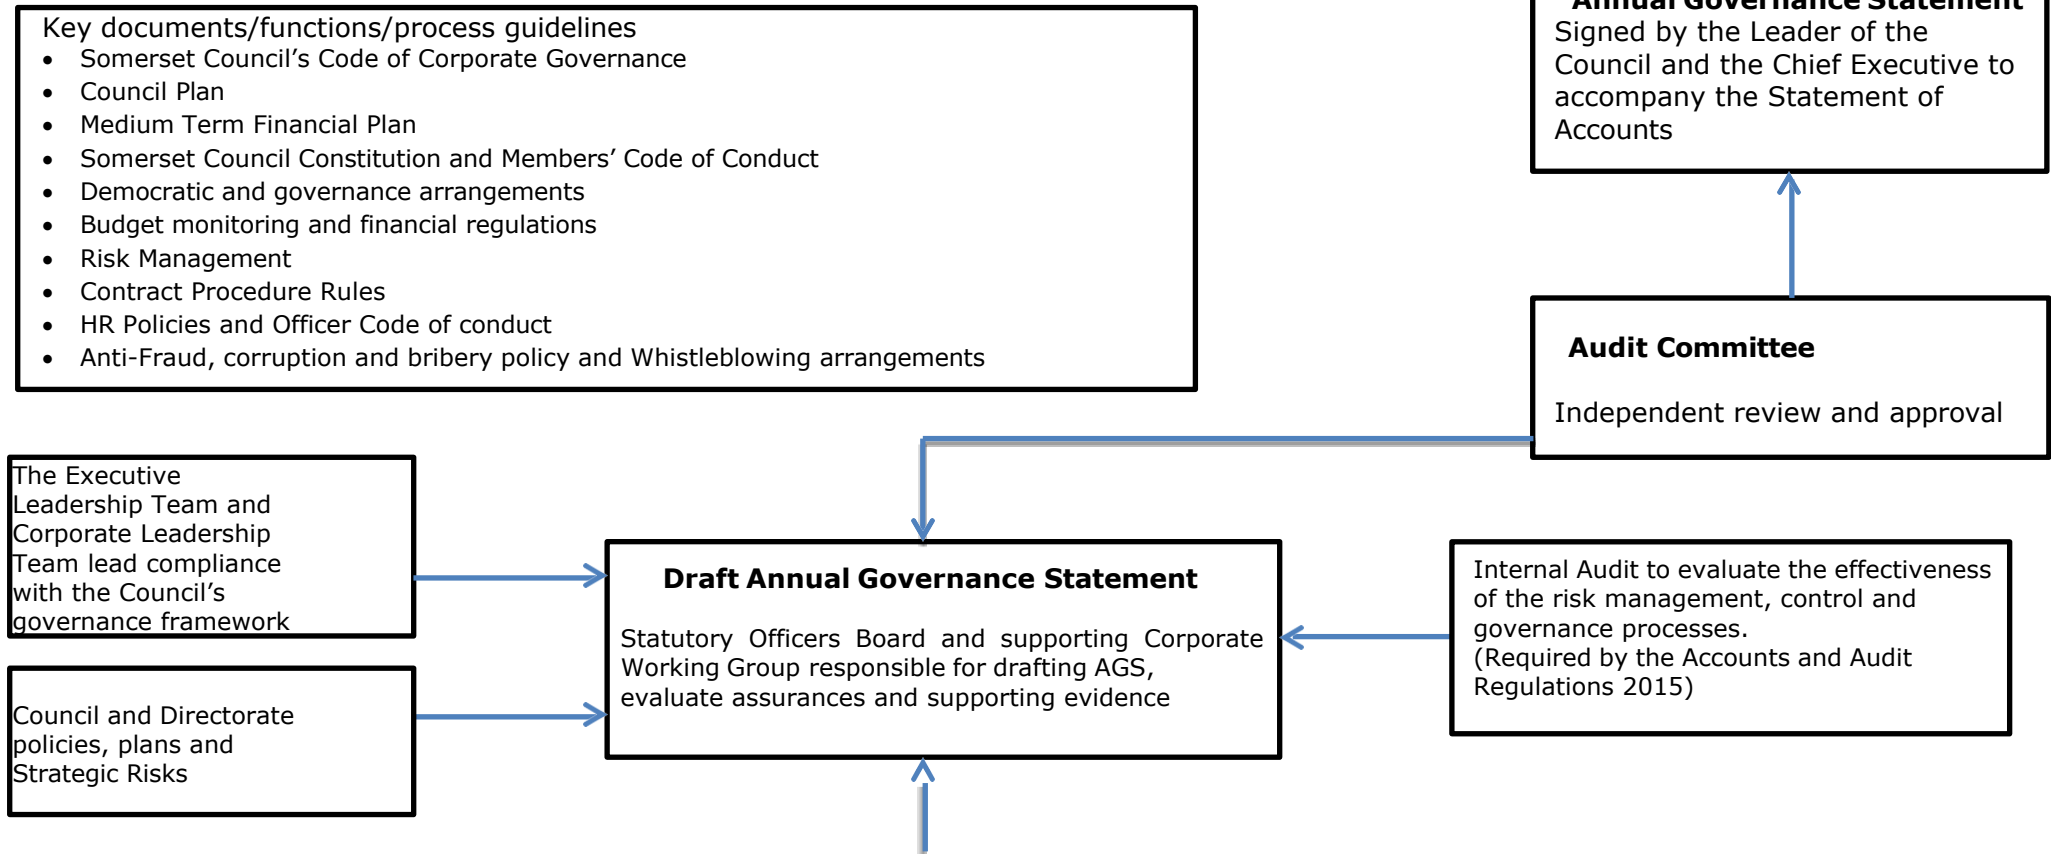 Key documents/functions/process guidelines
• Somerset Council’s Code of Corporate Governance
• Council Plan
• Medium Term Financial Plan
• Somerset Council Constitution and Members’ Code of Conduct
• Democratic and governance arrangements
• Budget monitoring and financial regulations
• Risk Management
• Contract Procedure Rules
• HR Policies and Officer Code of conduct
• Anti-Fraud, corruption and bribery policy and Whistleblowing arrangements
Annual Governance Statement
Signed by the Leader of the
Council and the Chief Executive to
accompany the Statement of
Accounts
Audit Committee
Independent review and approval
The Executive
Leadership Team and
Corporate Leadership
Team lead compliance
with the Council’s
governance framework
Council and Directorate
policies, plans and
Strategic Risks
Draft Annual Governance Statement
Statutory Officers Board and supporting Corporate
Working Group responsible for drafting AGS,
evaluate assurances and supporting evidence
Internal Audit to evaluate the effectiveness
of the risk management, control and
governance processes.
(Required by the Accounts and Audit
Regulations 2015)